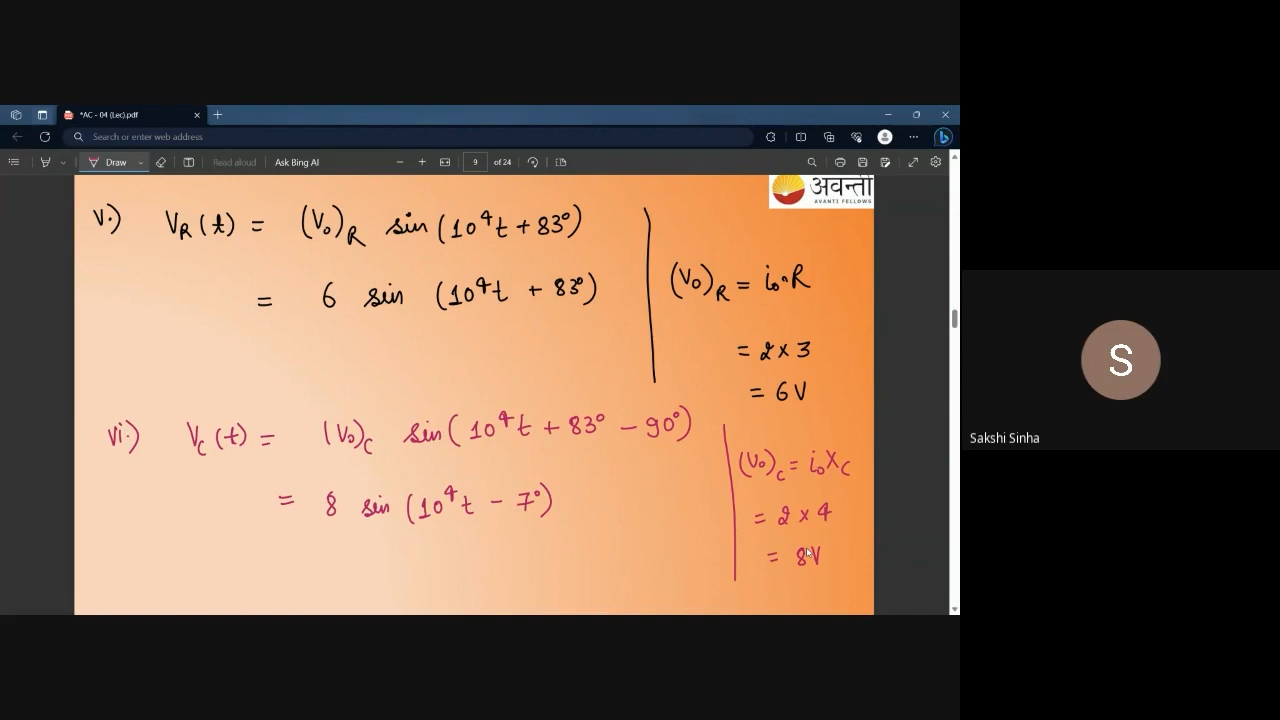 *AC - 04 (Lec).pdf
Search or enter web address
Draw
Read aloud
Ask Bing AI
9 of 24
अवन्ती
AVANTI FELLOWS
v.) V_R(t) = (V₀)_R sin(10⁴t + 83°)
= 6 sin (10⁴t + 83°)
(V₀)_R = i₀R
= 2 × 3
= 6V
vi.) V_C(t) = (V₀)_C sin(10⁴t + 83° - 90°)
= 8 sin (10⁴t - 7°)
(V₀)_C = i₀X_C
= 2 × 4
= 8V
S
Sakshi Sinha